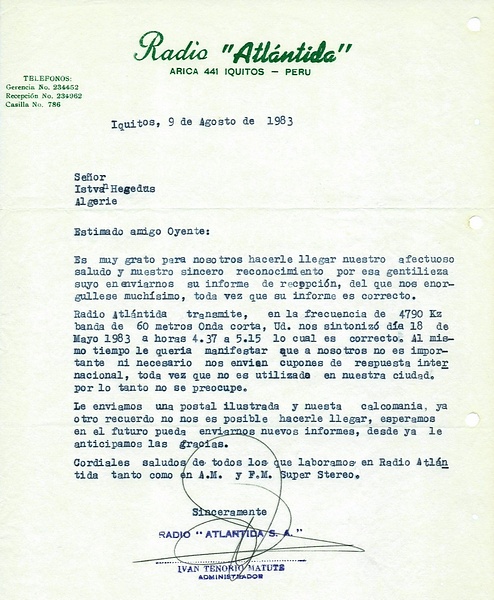 Radio "Atlántida"
ARICA 441 IQUITOS — PERU
TELEFONOS:
Gerencia No. 234452
Recepción No. 234962
Casilla No. 786
Iquitos, 9 de Agosto de 1983
Señor
Istvan Hegedus
Algerie
Estimado amigo Oyente:
Es muy grato para nosotros hacerle llegar nuestro afectuoso
saludo y nuestro sincero reconocimiento por esa gentilieza
suyo enviarnos su informe de recepción, del que nos enor-
gullese muchísimo, toda vez que su informe es correcto.
Radio Atlántida transmite, en la frecuencia de 4790 Kz
banda de 60 metros Onda corta, Ud. nos sintonizó día 18 de
Mayo 1983 a horas 4.37 a 5.15 lo cual es correcto. Al mis-
mo tiempo le queria manifestar que a nosotros no es impor-
tante ni necesario nos envien cupones de respuesta inter
nacional, toda vez que no es utilizado en nuestra ciudad.
por lo tanto no se preocupe.
Le enviamos una postal ilustrada y nuesta calcomania, ya
otro recuerdo no nos es posible hacerle llegar, esperamos
en el futuro pueda enviarnos nuevos informes, desde ya le
anticipamos las gracias.
Cordiales saludos de todos los que laboramos en Radio Atlán
tida tanto como en A.M. y F.M. Super Stereo.
Sinceramente
RADIO "ATLANTIDA S. A."
IVAN TENORIO MATUTE
ADMINISTRADOR